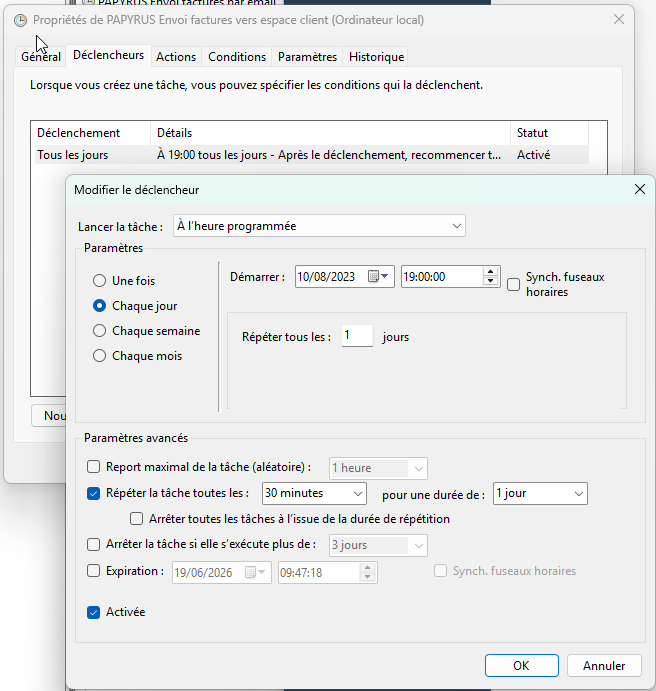 PAPYRUS Envoi factures par email
Propriétés de PAPYRUS Envoi factures vers espace client (Ordinateur local)
Général Déclencheurs Actions Conditions Paramètres Historique
Lorsque vous créez une tâche, vous pouvez spécifier les conditions qui la déclenchent.
Déclenchement Détails Statut
Tous les jours À 19:00 tous les jours - Après le déclenchement, recommencer t... Activé
Nou
Modifier le déclencheur
Lancer la tâche : À l'heure programmée
Paramètres
Une fois
Chaque jour
Chaque semaine
Chaque mois
Démarrer : 10/08/2023 19:00:00 Synch. fuseaux
horaires
Répéter tous les : 1 jours
Paramètres avancés
Report maximal de la tâche (aléatoire) : 1 heure
Répéter la tâche toutes les : 30 minutes pour une durée de : 1 jour
Arrêter toutes les tâches à l'issue de la durée de répétition
Arrêter la tâche si elle s'exécute plus de : 3 jours
Expiration : 19/06/2026 09:47:18 Synch. fuseaux horaires
Activée
OK Annuler